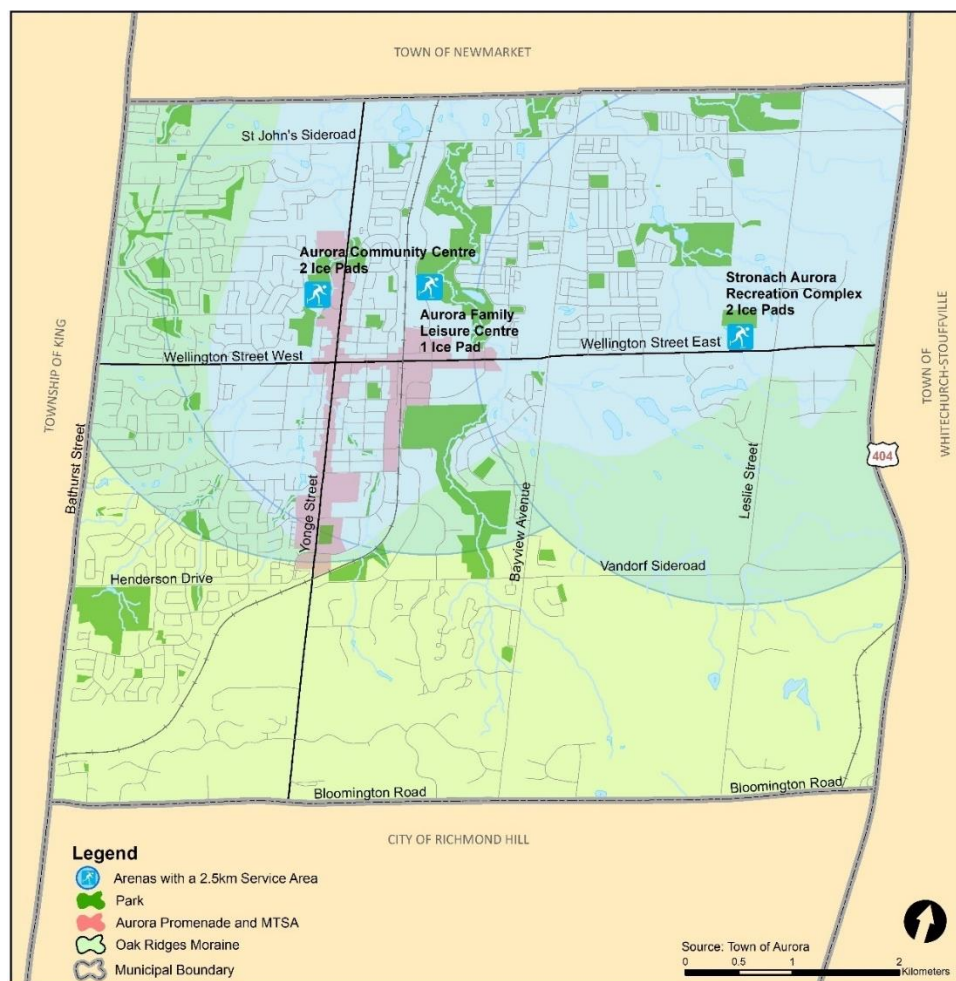 TOWN OF NEWMARKET
St John's Sideroad
Aurora Community Centre
2 Ice Pads
Stronach Aurora
Recreation Complex
2 Ice Pads
Aurora Family
Leisure Centre
1 Ice Pad
Wellington Street West
Wellington Street East
TOWNSHIP OF KING
TOWN OF
WHITECHURCH-STOUFFVILLE
Bathurst Street
404
Leslie Street
Yonge Street
Bayview Avenue
Henderson Drive
Vandorf Sideroad
Bloomington Road
Bloomington Road
CITY OF RICHMOND HILL
Legend
Arenas with a 2.5km Service Area
Park
Aurora Promenade and MTSA
Oak Ridges Moraine
Municipal Boundary
Source: Town of Aurora
0 0.5 1 2
Kilometers